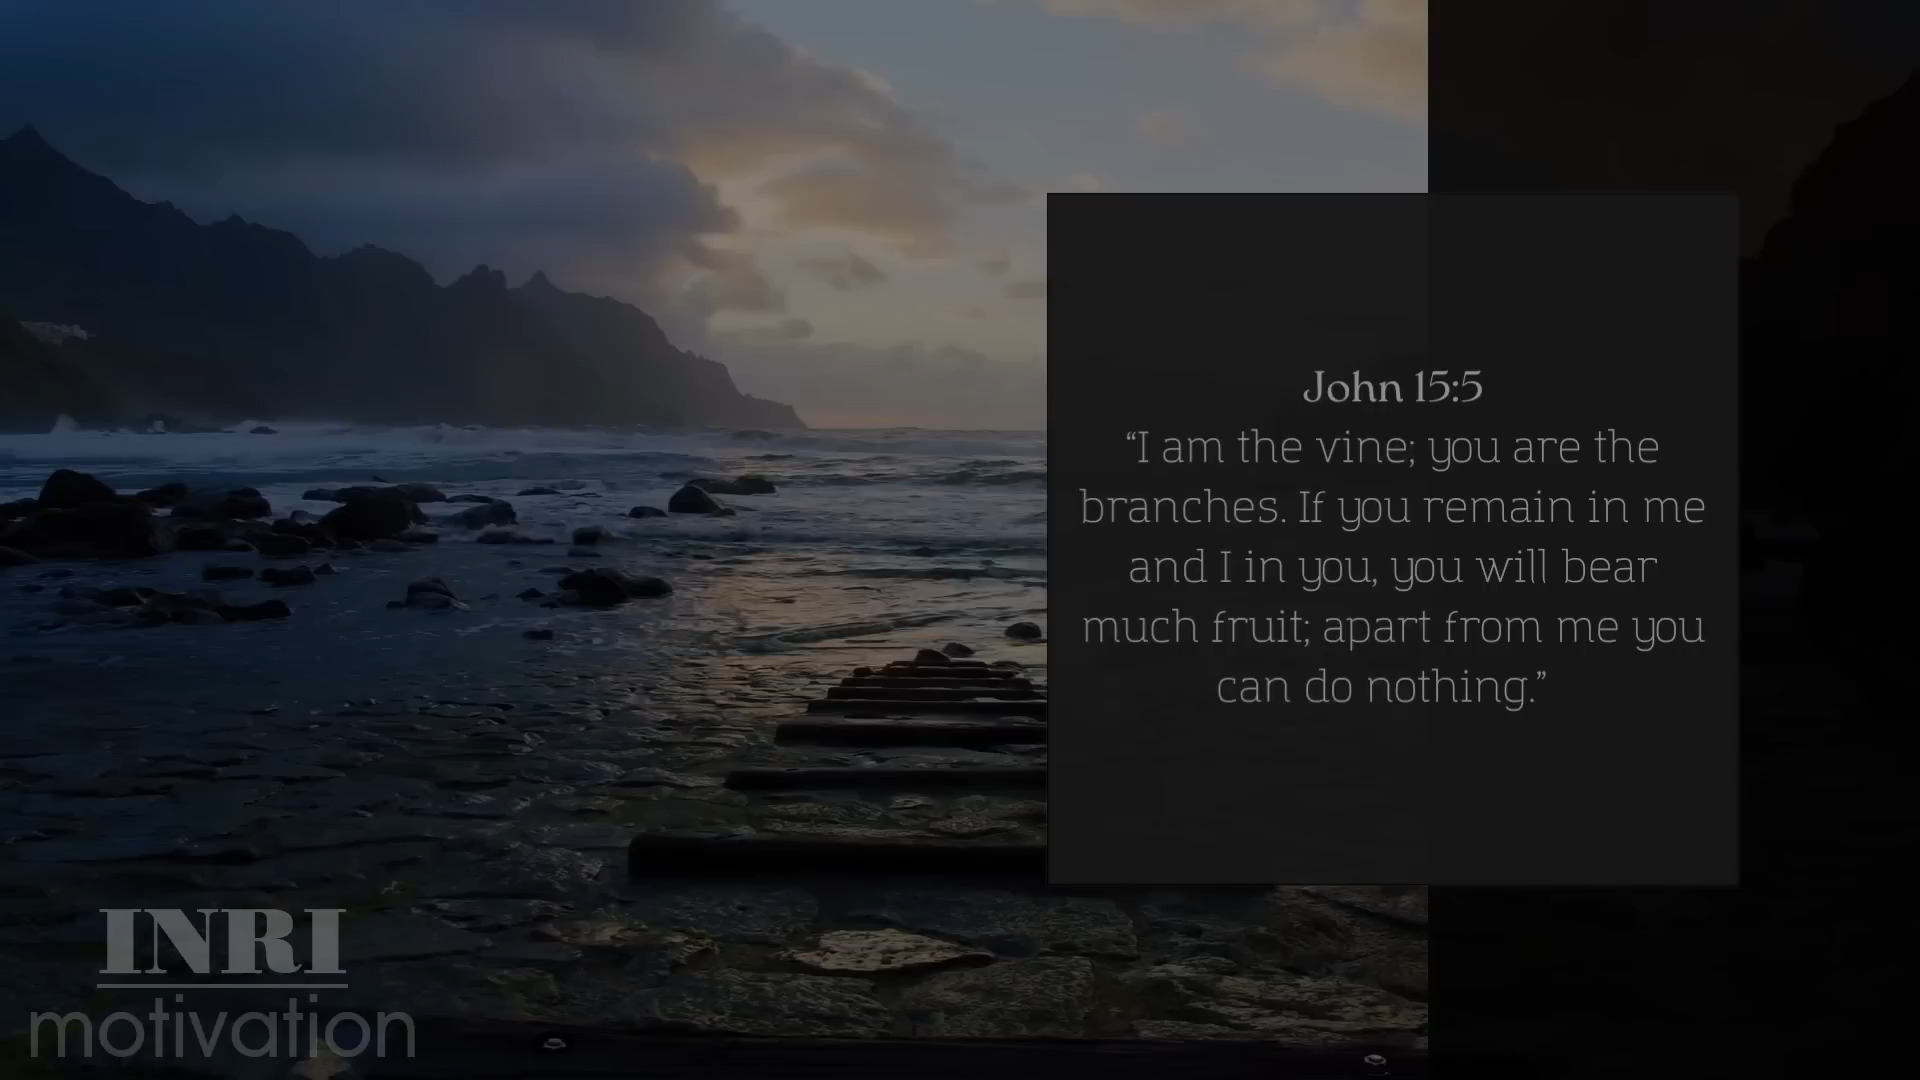 John 15:5
“I am the vine; you are the
branches. If you remain in me
and I in you, you will bear
much fruit; apart from me you
can do nothing.”
INRI
motivation